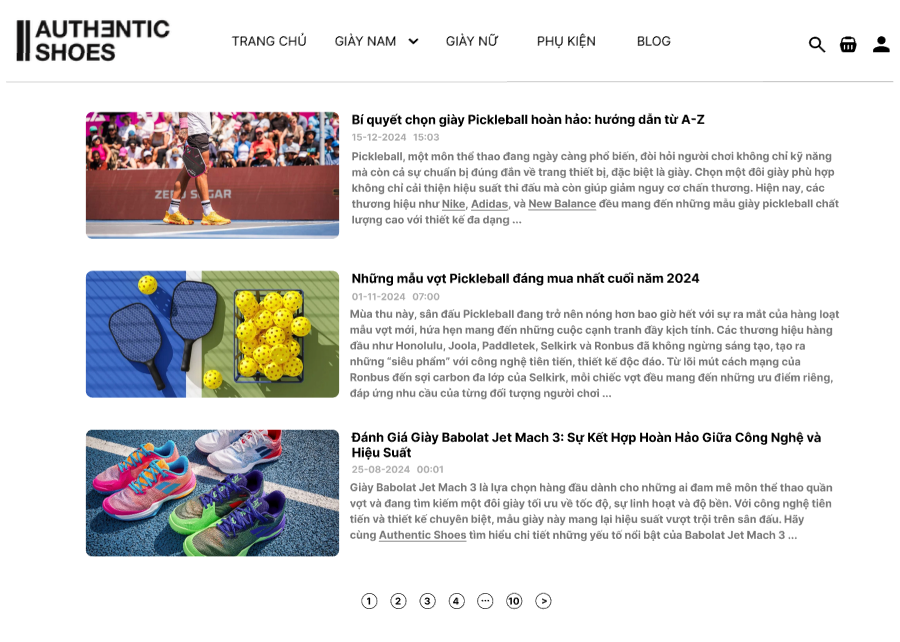 AUTHENTIC
SHOES
TRANG CHỦ GIÀY NAM GIÀY NỮ PHỤ KIỆN BLOG
ZERO SUGAR
Bí quyết chọn giày Pickleball hoàn hảo: hướng dẫn từ A-Z
15-12-2024 15:03
Pickleball, một môn thể thao đang ngày càng phổ biến, đòi hỏi người chơi không chỉ kỹ năng
mà còn cả sự chuẩn bị đúng đắn về trang thiết bị, đặc biệt là giày. Chọn một đôi giày phù hợp
không chỉ cải thiện hiệu suất thi đấu mà còn giúp giảm nguy cơ chấn thương. Hiện nay, các
thương hiệu như Nike, Adidas, và New Balance đều mang đến những mẫu giày pickleball chất
lượng cao với thiết kế đa dạng ...
Những mẫu vợt Pickleball đáng mua nhất cuối năm 2024
01-11-2024 07:00
Mùa thu này, sân đấu Pickleball đang trở nên nóng hơn bao giờ hết với sự ra mắt của hàng loạt
mẫu vợt mới, hứa hẹn mang đến những cuộc cạnh tranh đầy kịch tính. Các thương hiệu hàng
đầu như Honolulu, Joola, Paddletek, Selkirk và Ronbus đã không ngừng sáng tạo, tạo ra
những “siêu phẩm” với công nghệ tiên tiến, thiết kế độc đáo. Từ lõi mút cách mạng của
Ronbus đến sợi carbon đa lớp của Selkirk, mỗi chiếc vợt đều mang đến những ưu điểm riêng,
đáp ứng nhu cầu của từng đối tượng người chơi ...
Đánh Giá Giày Babolat Jet Mach 3: Sự Kết Hợp Hoàn Hảo Giữa Công Nghệ và
Hiệu Suất
25-08-2024 00:01
Giày Babolat Jet Mach 3 là lựa chọn hàng đầu dành cho những ai đam mê môn thể thao quần
vợt và đang tìm kiếm một đôi giày tối ưu về tốc độ, sự linh hoạt và độ bền. Với công nghệ tiên
tiến và thiết kế chuyên biệt, mẫu giày này mang lại hiệu suất vượt trội trên sân đấu. Hãy
cùng Authentic Shoes tìm hiểu chi tiết những yếu tố nổi bật của Babolat Jet Mach 3 ...
1 2 3 4 ... 10 >